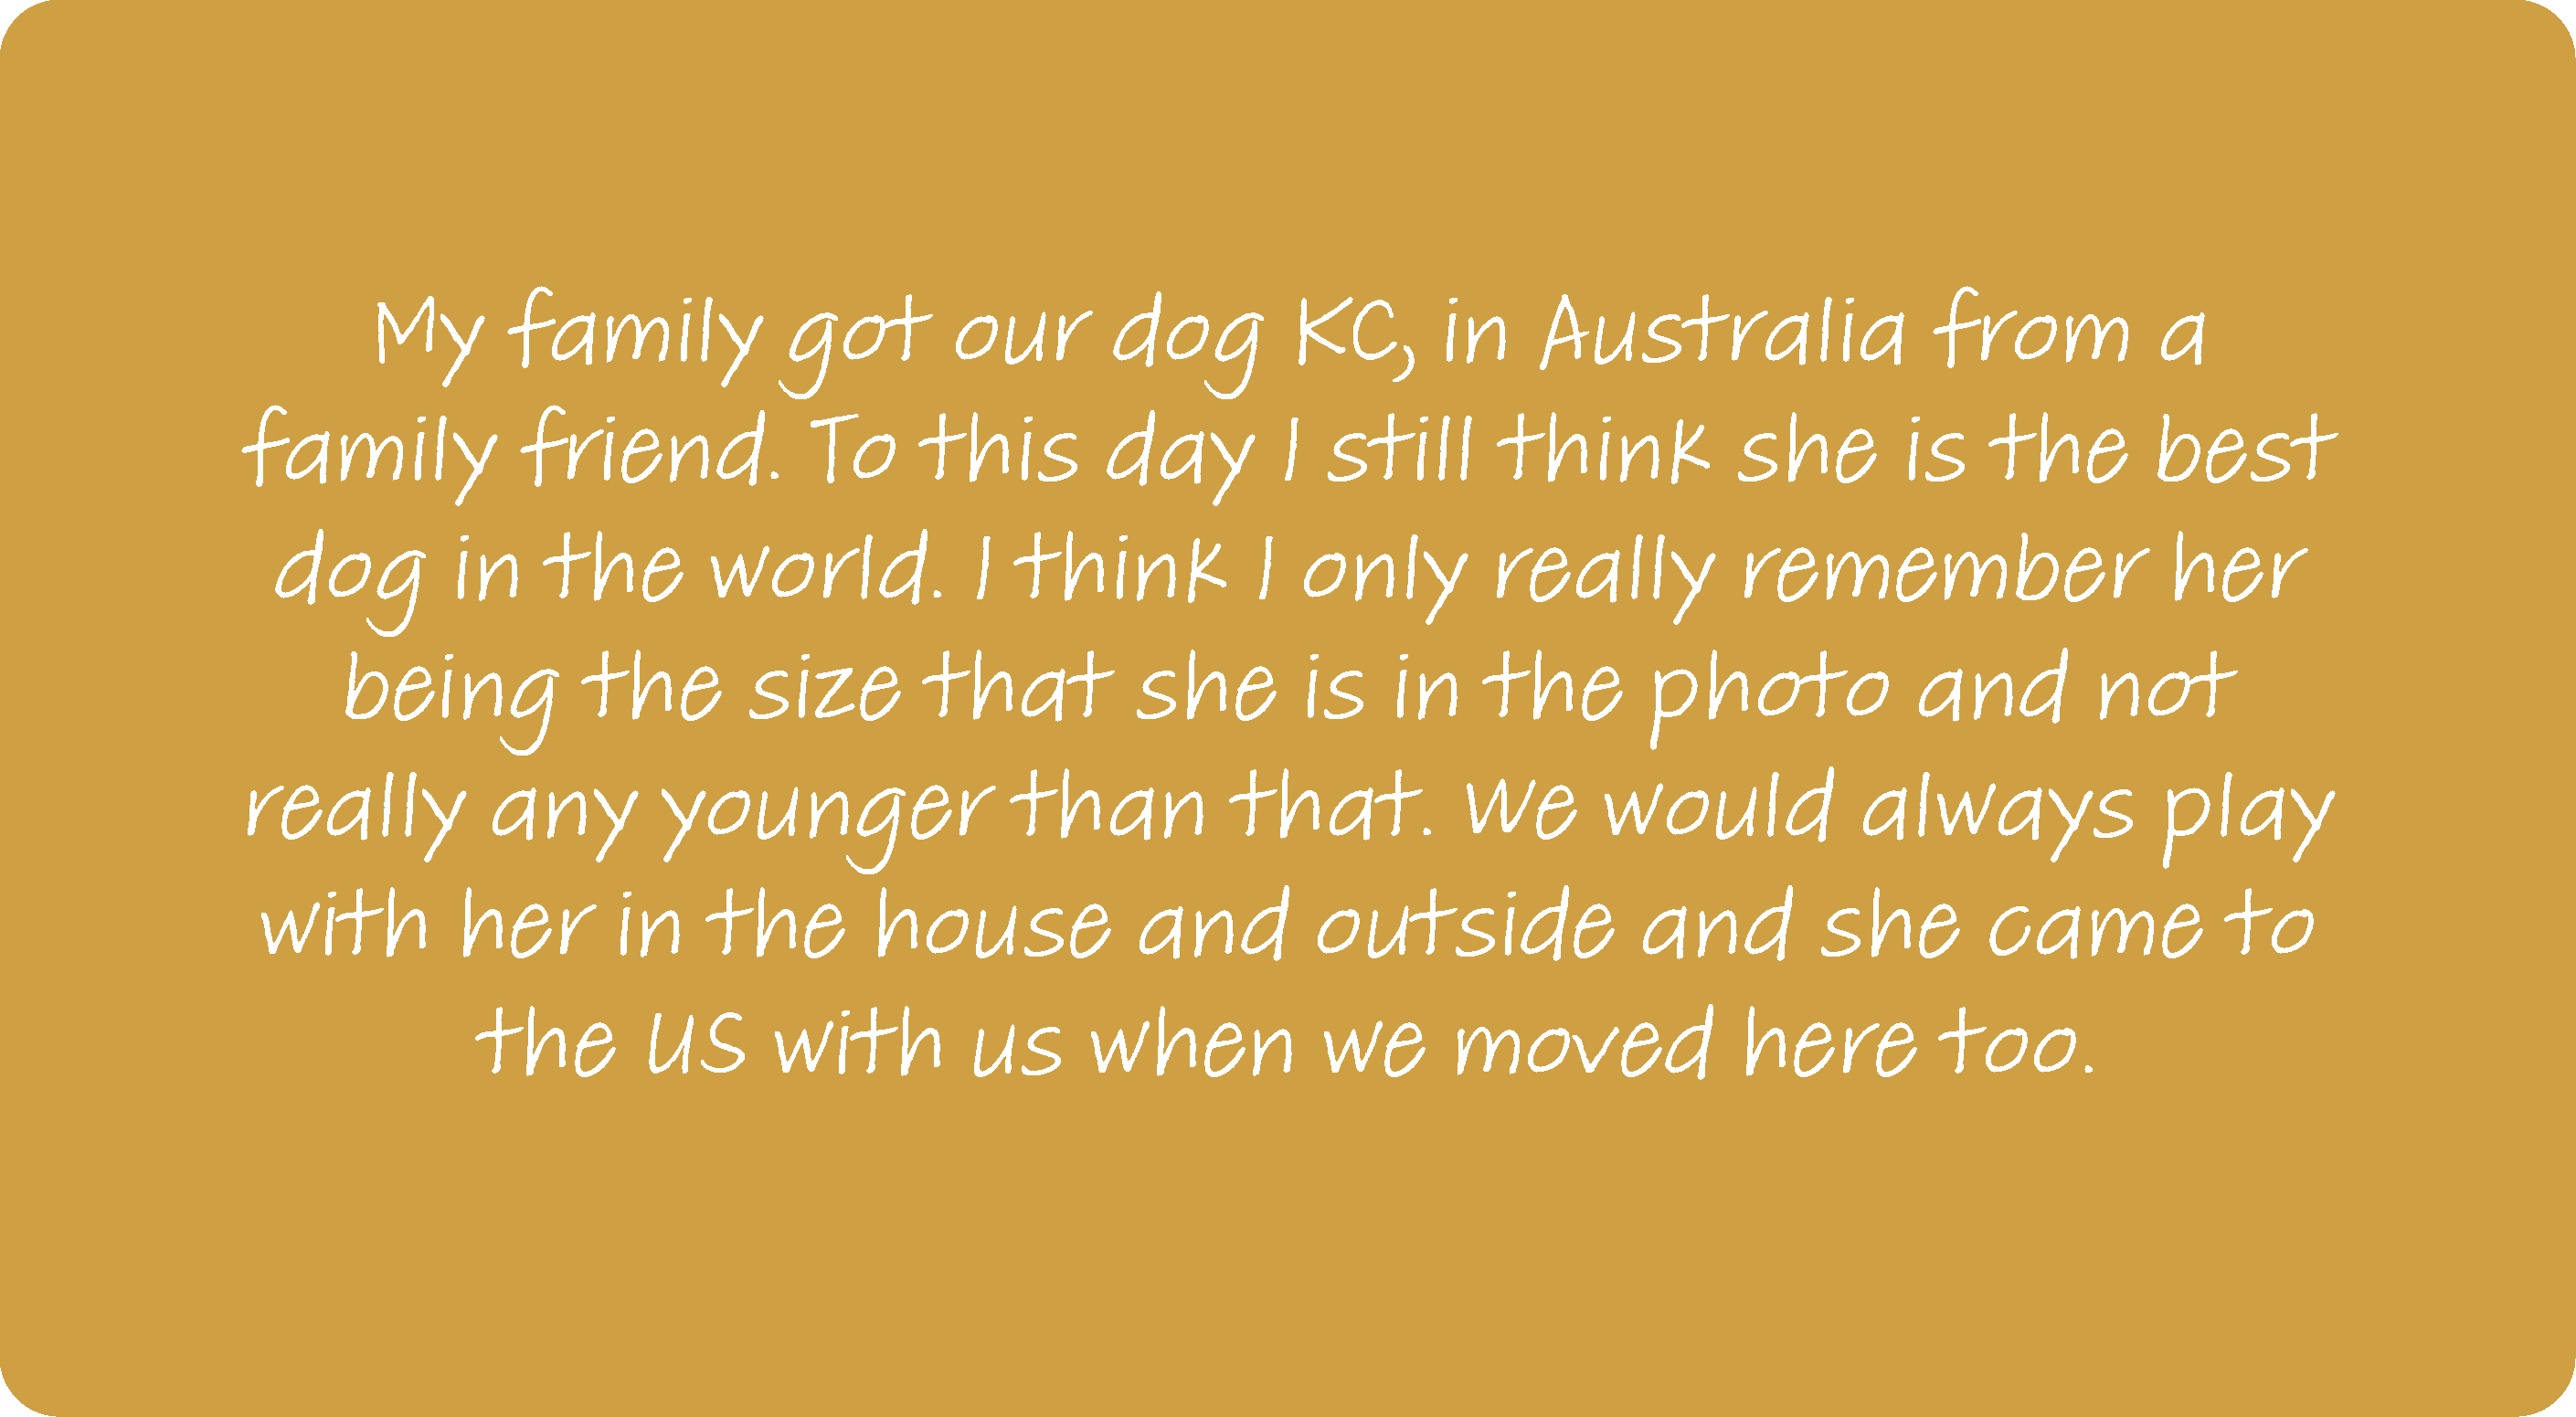 My family got our dog KC, in Australia from a
family friend. To this day I still think she is the best
dog in the world. I think I only really remember her
being the size that she is in the photo and not
really any younger than that. We would always play
with her in the house and outside and she came to
the US with us when we moved here too.